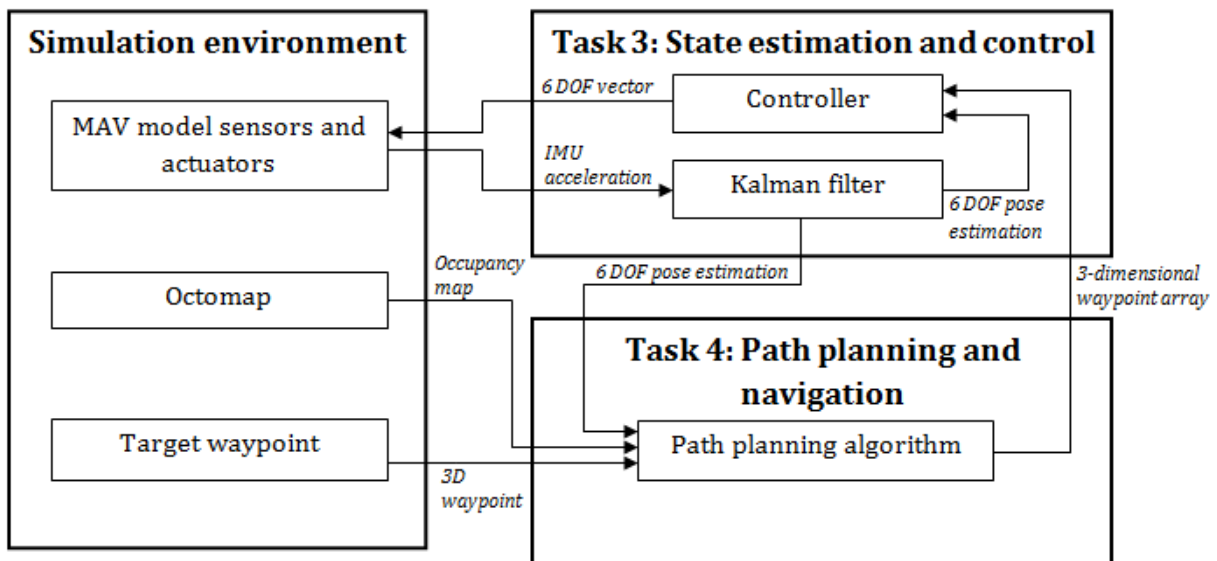 Simulation environment
MAV model sensors and
actuators
Octomap
Target waypoint
6 DOF vector
IMU
acceleration
Occupancy
map
3D
waypoint
Task 3: State estimation and control
Controller
Kalman filter
6 DOF pose
estimation
6 DOF pose estimation
3-dimensional
waypoint array
Task 4: Path planning and
navigation
Path planning algorithm